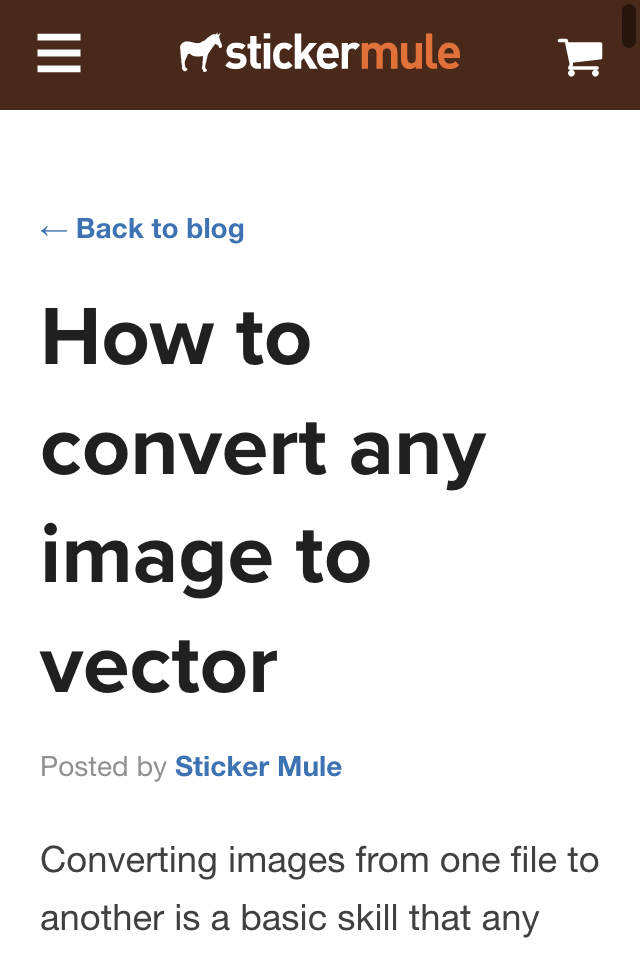 stickermule
← Back to blog
How to
convert any
image to
vector
Posted by Sticker Mule
Converting images from one file to
another is a basic skill that any